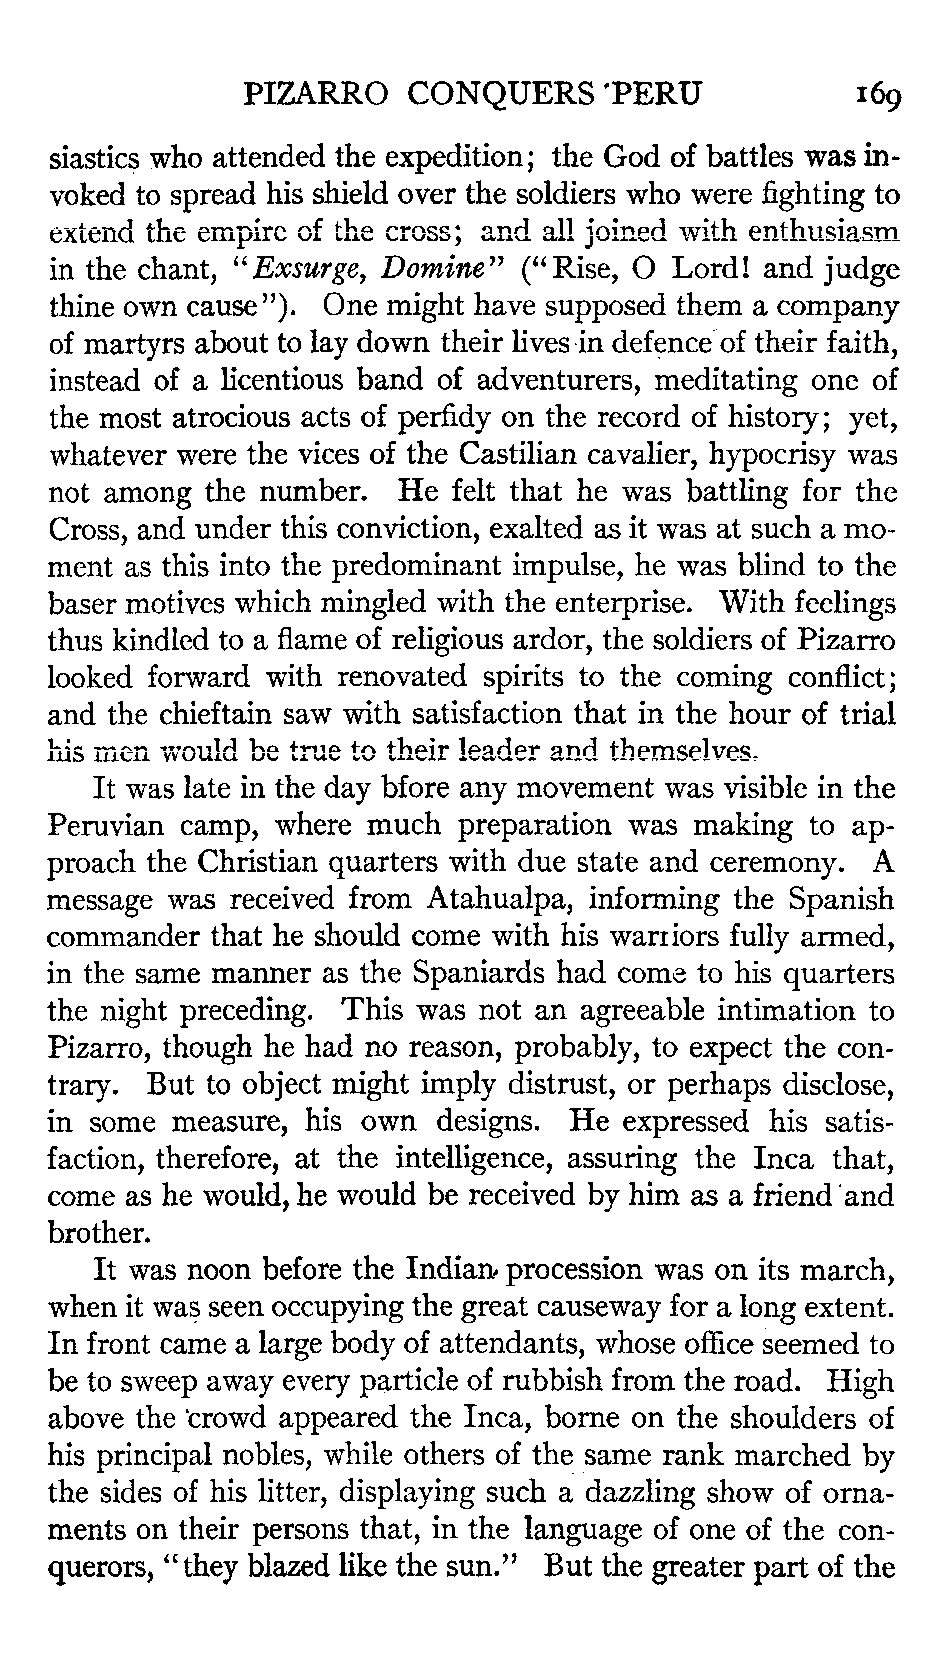 PIZARRO CONQUERS PERU 169
siastics who attended the expedition; the God of battles was in-
voked to spread his shield over the soldiers who were fighting to
extend the empire of the cross; and all joined with enthusiasm
in the chant, "Exsurge, Domine" ("Rise, O Lord! and judge
thine own cause"). One might have supposed them a company
of martyrs about to lay down their lives in defence of their faith,
instead of a licentious band of adventurers, meditating one of
the most atrocious acts of perfidy on the record of history; yet,
whatever were the vices of the Castilian cavalier, hypocrisy was
not among the number. He felt that he was battling for the
Cross, and under this conviction, exalted as it was at such a mo-
ment as this into the predominant impulse, he was blind to the
baser motives which mingled with the enterprise. With feelings
thus kindled to a flame of religious ardor, the soldiers of Pizarro
looked forward with renovated spirits to the coming conflict;
and the chieftain saw with satisfaction that in the hour of trial
his men would be true to their leader and themselves.
It was late in the day bfore any movement was visible in the
Peruvian camp, where much preparation was making to ap-
proach the Christian quarters with due state and ceremony. A
message was received from Atahualpa, informing the Spanish
commander that he should come with his warriors fully armed,
in the same manner as the Spaniards had come to his quarters
the night preceding. This was not an agreeable intimation to
Pizarro, though he had no reason, probably, to expect the con-
trary. But to object might imply distrust, or perhaps disclose,
in some measure, his own designs. He expressed his satis-
faction, therefore, at the intelligence, assuring the Inca that,
come as he would, he would be received by him as a friend and
brother.
It was noon before the Indian procession was on its march,
when it was seen occupying the great causeway for a long extent.
In front came a large body of attendants, whose office seemed to
be to sweep away every particle of rubbish from the road. High
above the crowd appeared the Inca, borne on the shoulders of
his principal nobles, while others of the same rank marched by
the sides of his litter, displaying such a dazzling show of orna-
ments on their persons that, in the language of one of the con-
querors, "they blazed like the sun." But the greater part of the